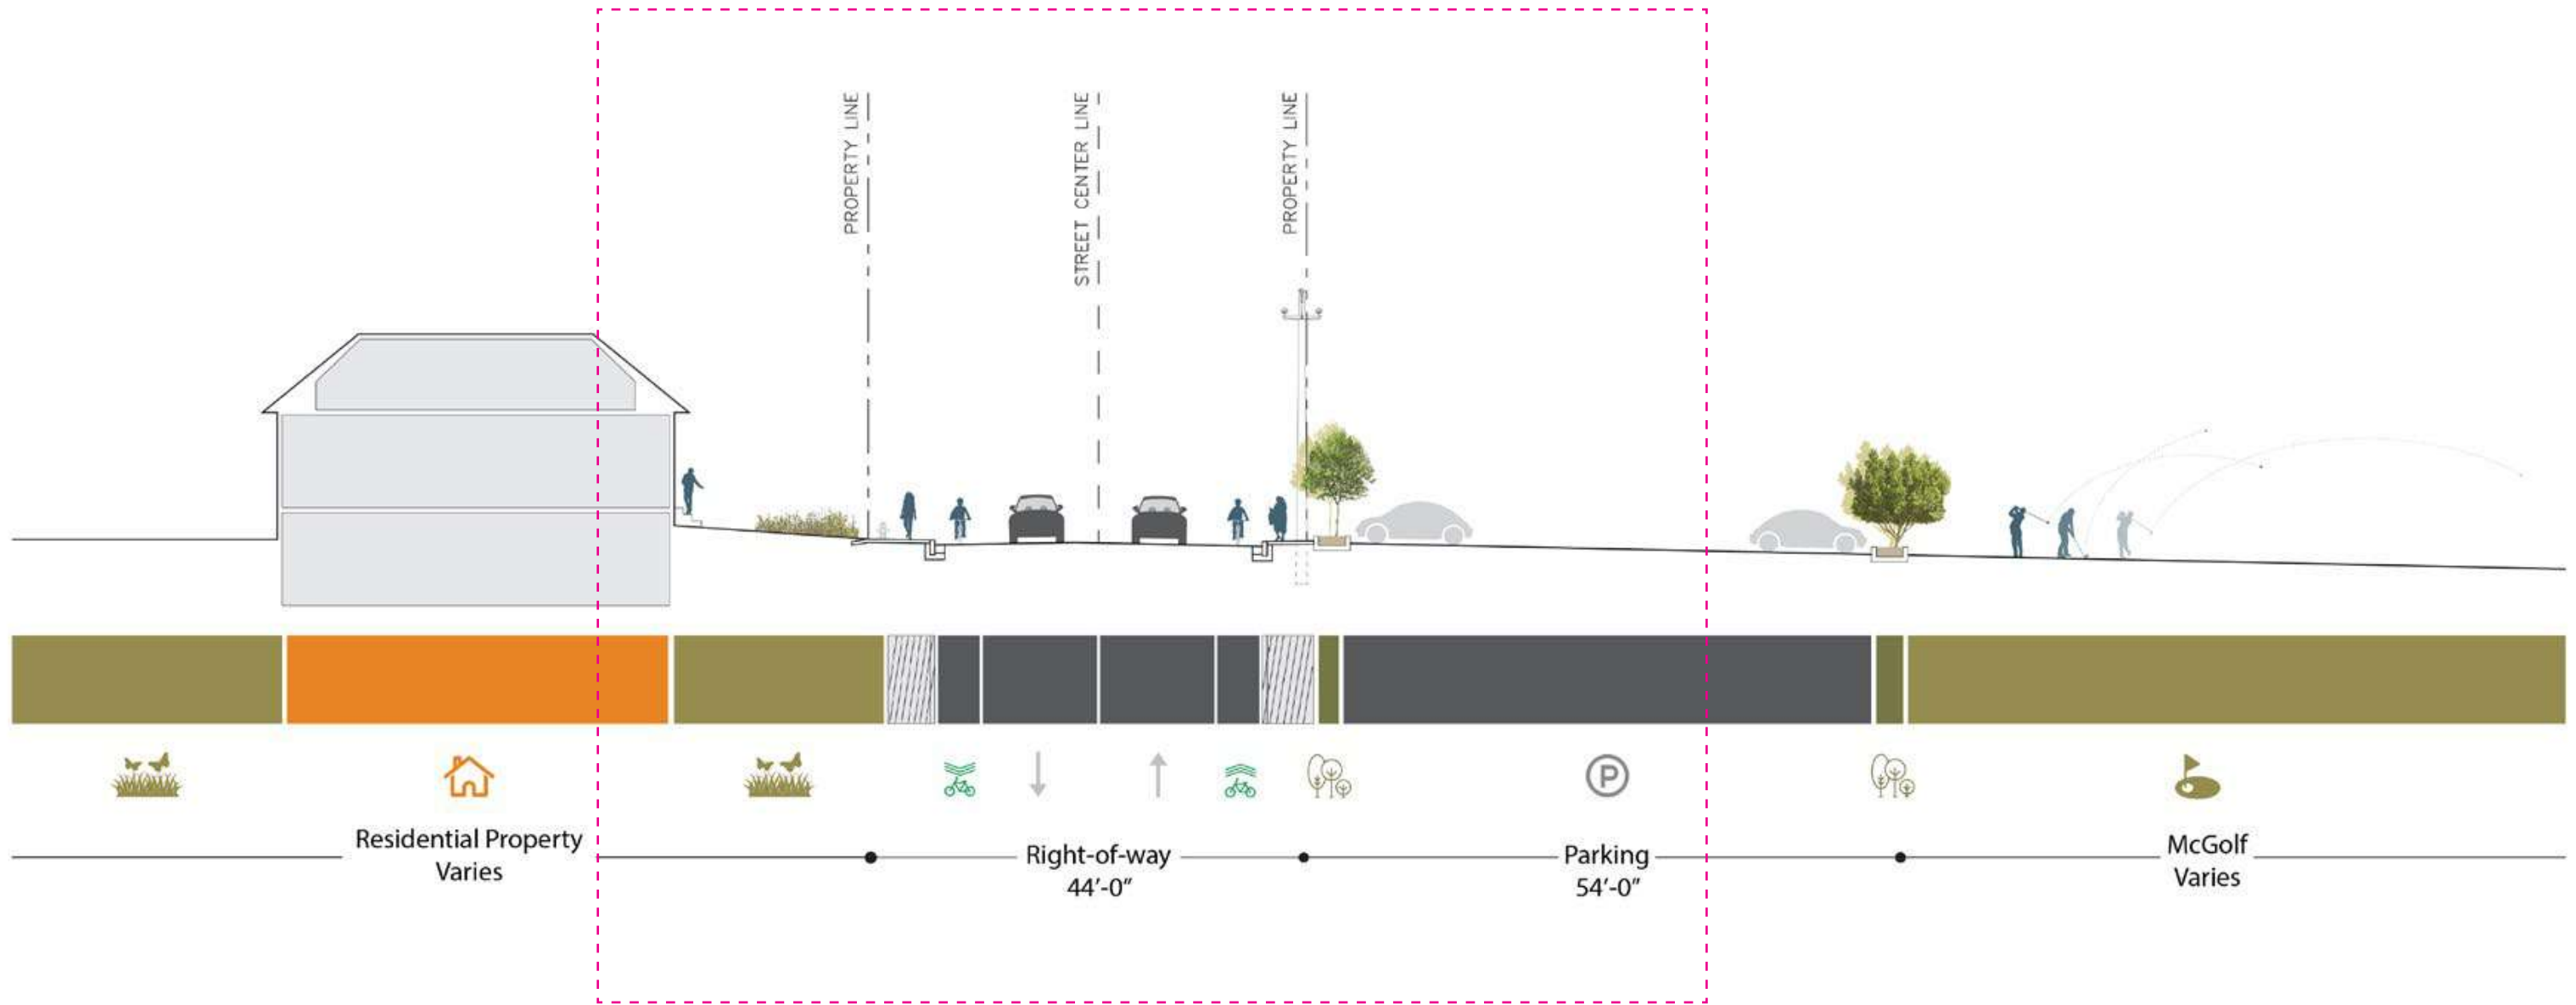 PROPERTY LINE
STREET CENTER LINE
PROPERTY LINE
P
Residential Property
Varies
Right-of-way
44'-0"
Parking
54'-0"
McGolf
Varies